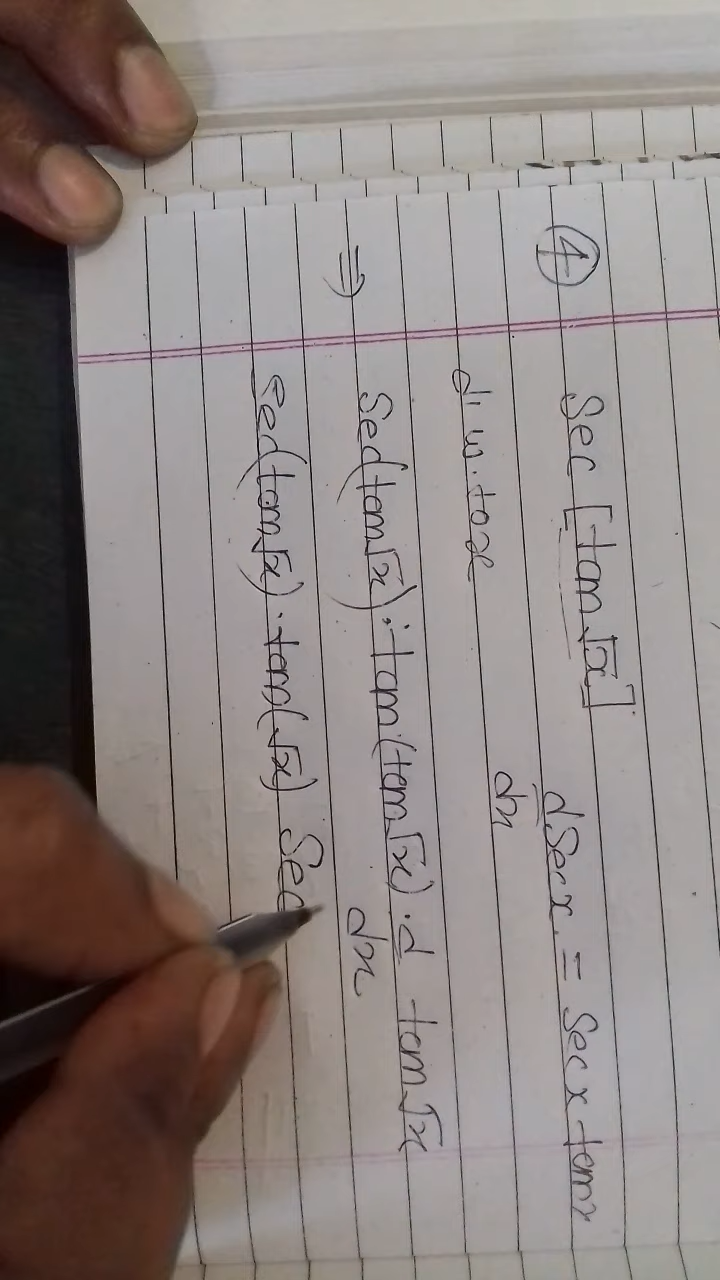 ④ Sec [tan √x] d/dx Sec x = Sec x tan x
d' w. to x
⇒ Sec(tan√x) · tan(tan√x) · d/dx tan√x
Sec(tan√x) · tan(√x) Sec